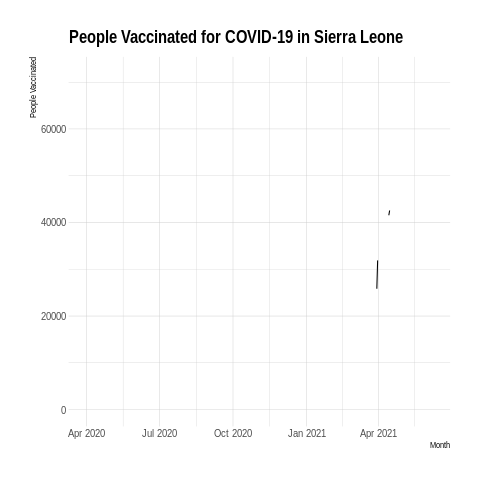 People Vaccinated for COVID-19 in Sierra Leone
People Vaccinated
60000
40000
20000
0
Apr 2020 Jul 2020 Oct 2020 Jan 2021 Apr 2021
Month